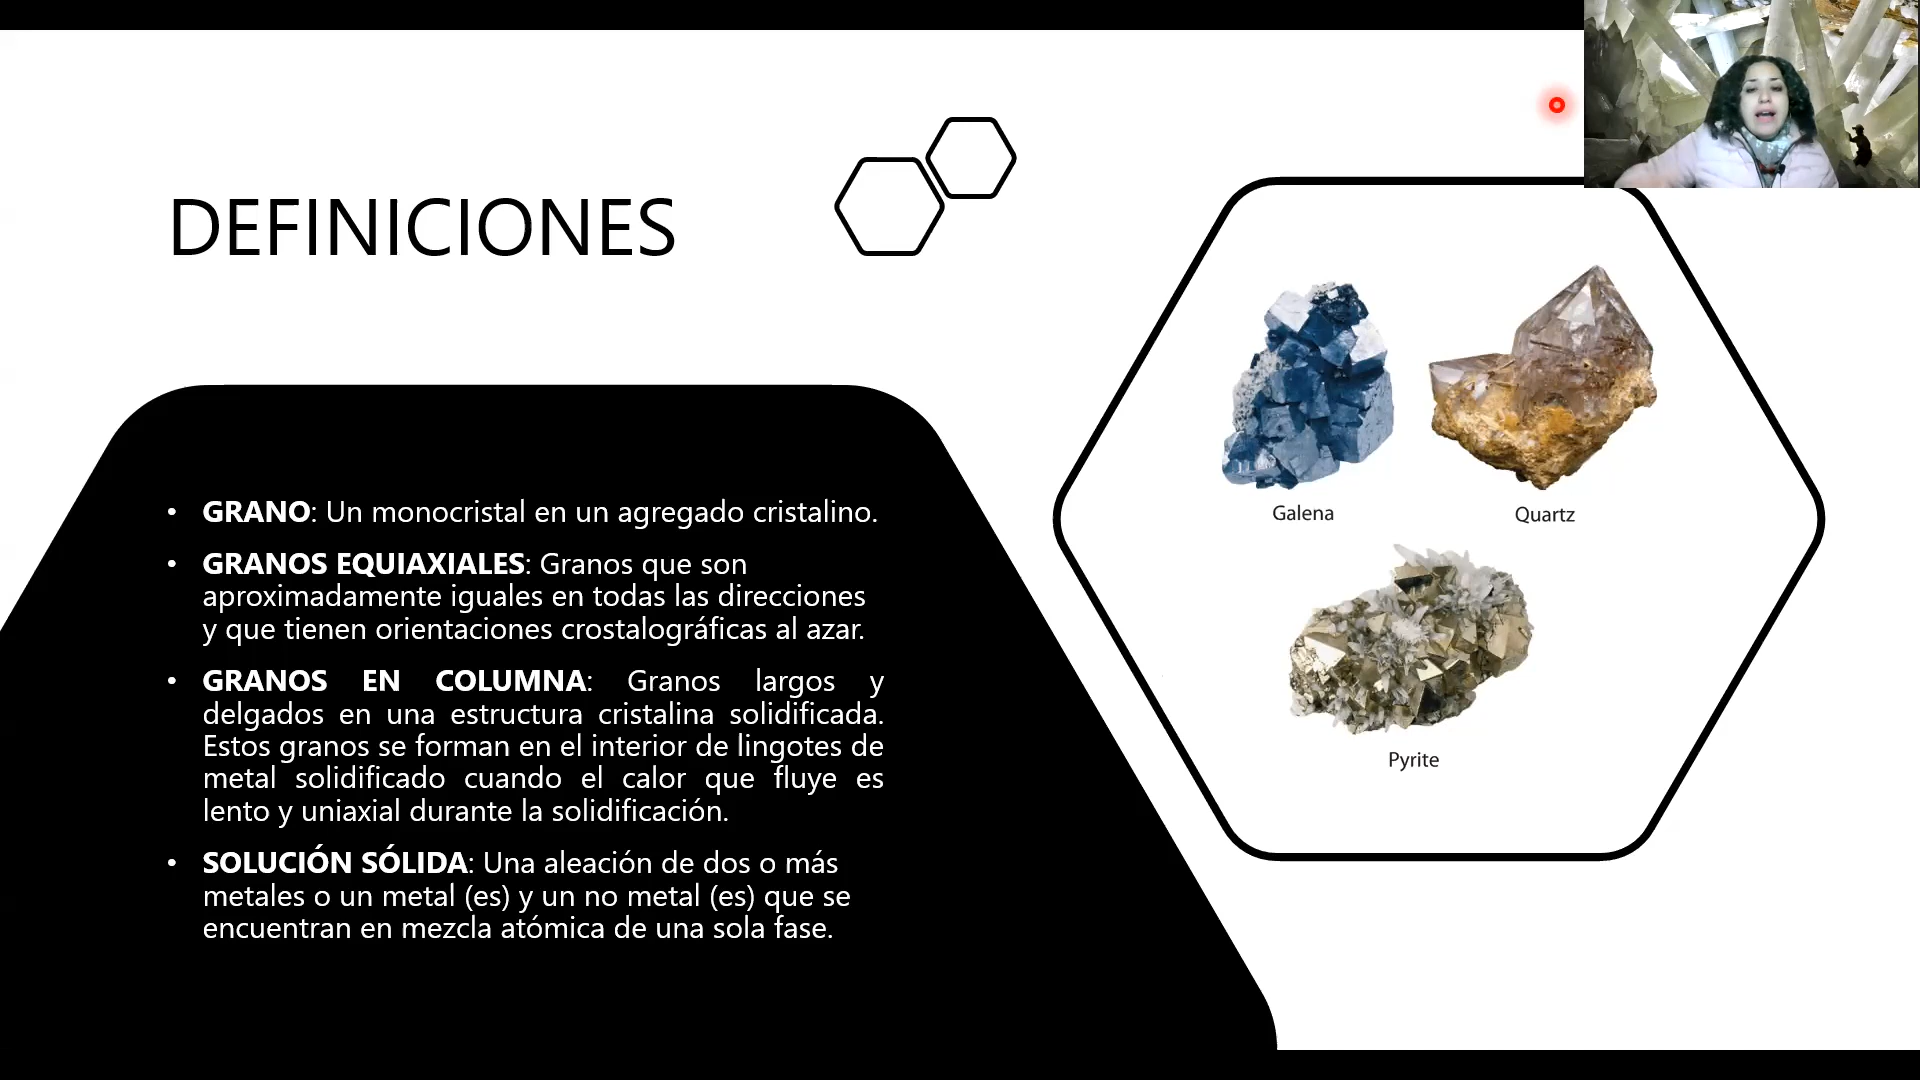 DEFINICIONES
• GRANO: Un monocristal en un agregado cristalino.
• GRANOS EQUIAXIALES: Granos que son
aproximadamente iguales en todas las direcciones
y que tienen orientaciones crostalográficas al azar.
• GRANOS EN COLUMNA: Granos largos y
delgados en una estructura cristalina solidificada.
Estos granos se forman en el interior de lingotes de
metal solidificado cuando el calor que fluye es
lento y uniaxial durante la solidificación.
• SOLUCIÓN SÓLIDA: Una aleación de dos o más
metales o un metal (es) y un no metal (es) que se
encuentran en mezcla atómica de una sola fase.
Galena
Quartz
Pyrite